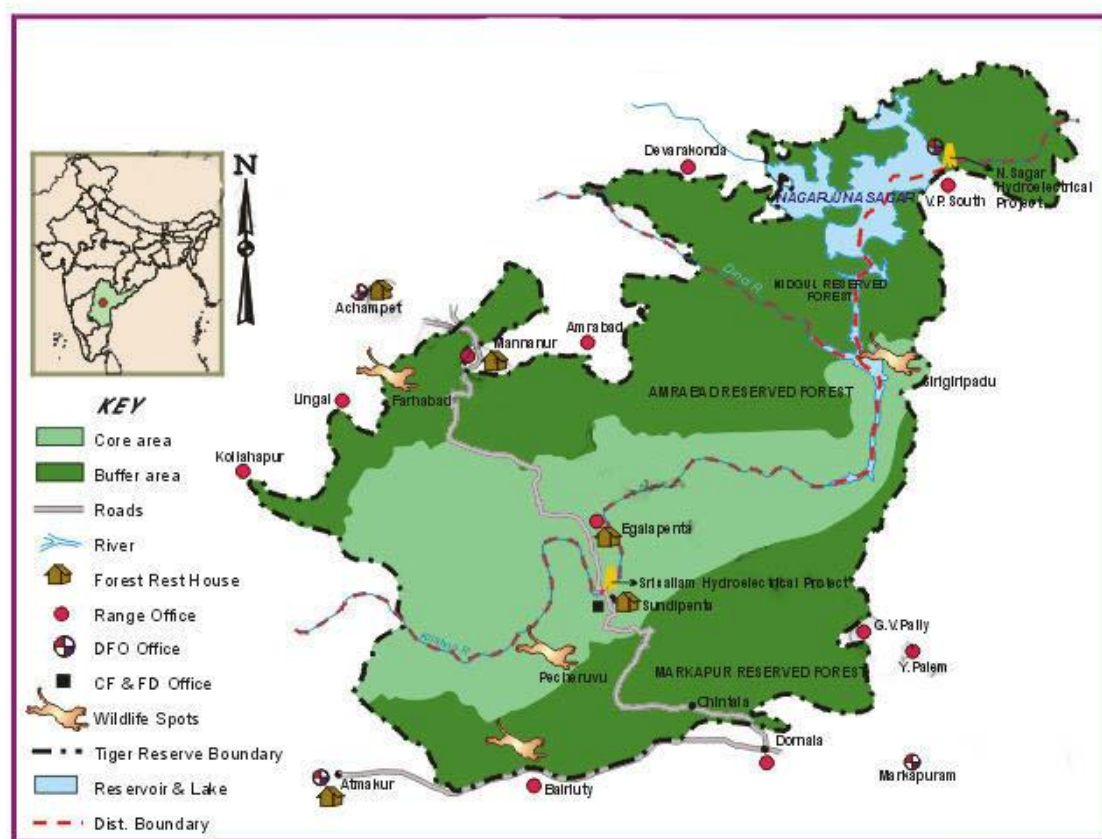 N
Devarakonda
N.Sagar
Hydroelectrical
Project
V.P. South
NAGARJUNA SAGAR
Dindi R.
NIDGUL RESERVED
FOREST
Achampet
Mannanur
Amrabad
Farhabad
AMRABAD RESERVED FOREST
Sirigiripadu
Lingal
Kollahapur
KEY
Core area
Buffer area
Roads
River
Forest Rest House
Range Office
DFO Office
CF & FD Office
Wildlife Spots
Tiger Reserve Boundary
Reservoir & Lake
Dist. Boundary
Egalapenta
Srisailam Hydroelectrical Project
Sundipenta
Krishna R.
Pecheruvu
G.V.Pally
Y. Palem
MARKAPUR RESERVED FOREST
Chintala
Dornala
Markapuram
Atmakur
Bairluty